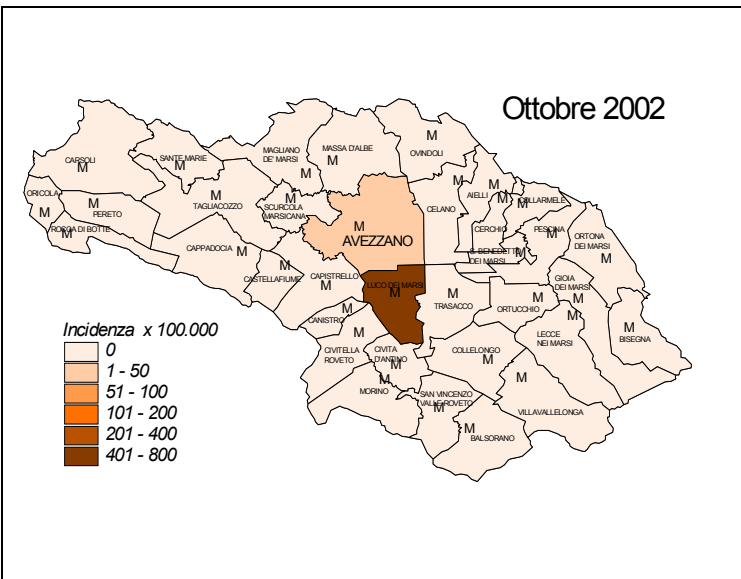 Ottobre 2002
MAGLIANO
DE' MARSI
M
MASSA D'ALBE
M
M
OVINDOLI
CARSOLI
M
SANTE MARIE
M
ORICOLA
M
M
PERETO
ROCCA DI BOTTE
M
M
TAGLIACOZZO
M
SCURCOLA
MARSICANA
M
CELANO
M
AIELLI
M
M
COLLARMELE
M
CERCHIO
PESCINA
M
ORTONA
DEI MARSI
M
S. BENEDETTO
DEI MARSI
M
M
AVEZZANO
CAPPADOCIA
M
M
CASTELLAFIUME
CAPISTRELLO
M
LUCO DEI MARSI
M
M
TRASACCO
M
ORTUCCHIO
GIOIA
DEI MARSI
M
M
LECCE
NEI MARSI
M
BISEGNA
CANISTRO
M
M
CIVITELLA
ROVETO
CIVITA
D'ANTINO
M
COLLELONGO
M
M
VILLAVALLELONGA
M
MORINO
SAN VINCENZO
VALLE ROVETO
M
M
BALSORANO
Incidenza x 100.000
0
1 - 50
51 - 100
101 - 200
201 - 400
401 - 800